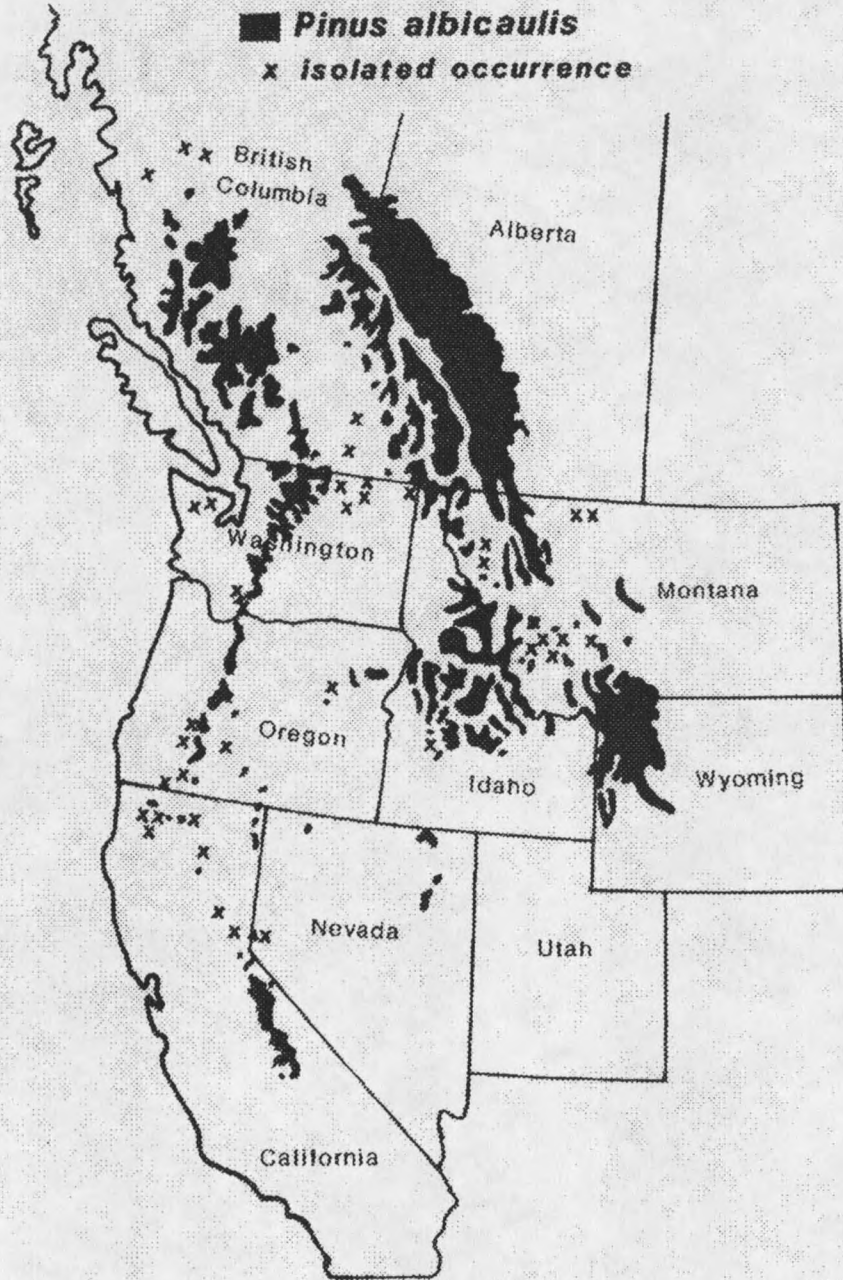 Pinus albicaulis
x isolated occurrence
British
Columbia
Alberta
Washington
Montana
Oregon
Idaho
Wyoming
Nevada
Utah
California